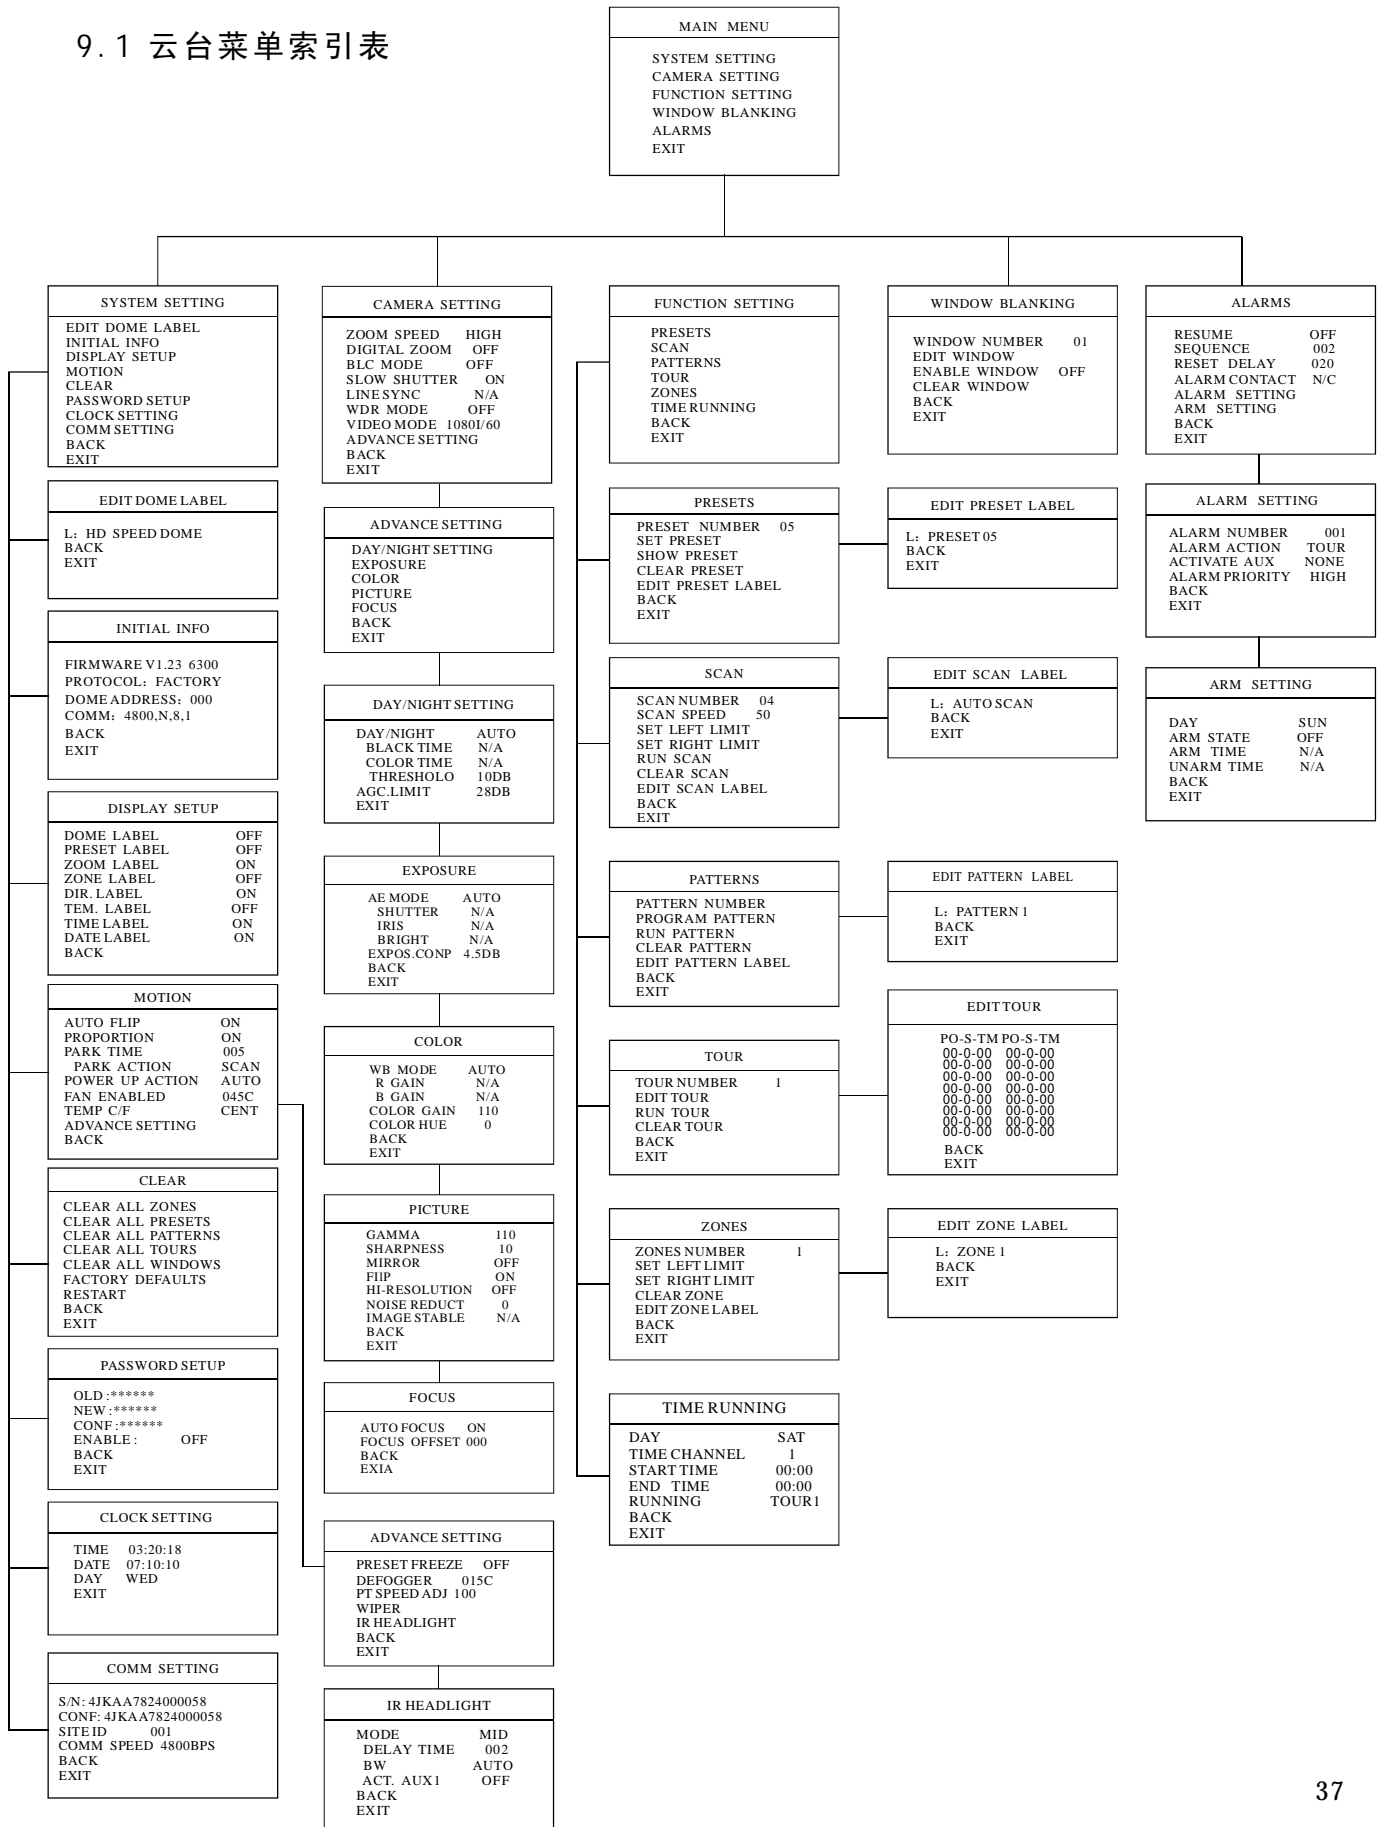 9.1 云台菜单索引表
MAIN MENU
SYSTEM SETTING
CAMERA SETTING
FUNCTION SETTING
WINDOW BLANKING
ALARMS
EXIT
SYSTEM SETTING
EDIT DOME LABEL
INITIAL INFO
DISPLAY SETUP
MOTION
CLEAR
PASSWORD SETUP
CLOCK SETTING
COMM SETTING
BACK
EXIT
EDIT DOME LABEL
L: HD SPEED DOME
BACK
EXIT
INITIAL INFO
FIRMWARE V1.23 6300
PROTOCOL: FACTORY
DOME ADDRESS: 000
COMM: 4800,N,8,1
BACK
EXIT
DISPLAY SETUP
DOME LABEL OFF
PRESET LABEL OFF
ZOOM LABEL ON
ZONE LABEL OFF
DIR. LABEL ON
TEM. LABEL OFF
TIME LABEL ON
DATE LABEL ON
BACK
MOTION
AUTO FLIP ON
PROPORTION ON
PARK TIME 005
PARK ACTION SCAN
POWER UP ACTION AUTO
FAN ENABLED 045C
TEMP C/F CENT
ADVANCE SETTING
BACK
CLEAR
CLEAR ALL ZONES
CLEAR ALL PRESETS
CLEAR ALL PATTERNS
CLEAR ALL TOURS
CLEAR ALL WINDOWS
FACTORY DEFAULTS
RESTART
BACK
EXIT
PASSWORD SETUP
OLD :******
NEW :******
CONF :******
ENABLE : OFF
BACK
EXIT
CLOCK SETTING
TIME 03:20:18
DATE 07:10:10
DAY WED
EXIT
COMM SETTING
S/N: 4JKAA7824000058
CONF: 4JKAA7824000058
SITE ID 001
COMM SPEED 4800BPS
BACK
EXIT
CAMERA SETTING
ZOOM SPEED HIGH
DIGITAL ZOOM OFF
BLC MODE OFF
SLOW SHUTTER ON
LINE SYNC N/A
WDR MODE OFF
VIDEO MODE 1080I/60
ADVANCE SETTING
BACK
EXIT
ADVANCE SETTING
DAY/NIGHT SETTING
EXPOSURE
COLOR
PICTURE
FOCUS
BACK
EXIT
DAY/NIGHT SETTING
DAY/NIGHT AUTO
BLACK TIME N/A
COLOR TIME N/A
THRESHOLO 10DB
AGC.LIMIT 28DB
EXIT
EXPOSURE
AE MODE AUTO
SHUTTER N/A
IRIS N/A
BRIGHT N/A
EXPOS.CONP 4.5DB
BACK
EXIT
COLOR
WB MODE AUTO
R GAIN N/A
B GAIN N/A
COLOR GAIN 110
COLOR HUE 0
BACK
EXIT
PICTURE
GAMMA 110
SHARPNESS 10
MIRROR OFF
FIIP ON
HI-RESOLUTION OFF
NOISE REDUCT 0
IMAGE STABLE N/A
BACK
EXIT
FOCUS
AUTO FOCUS ON
FOCUS OFFSET 000
BACK
EXIA
ADVANCE SETTING
PRESET FREEZE OFF
DEFOGGER 015C
PT SPEED ADJ 100
WIPER
IR HEADLIGHT
BACK
EXIT
IR HEADLIGHT
MODE MID
DELAY TIME 002
BW AUTO
ACT. AUX1 OFF
BACK
EXIT
FUNCTION SETTING
PRESETS
SCAN
PATTERNS
TOUR
ZONES
TIME RUNNING
BACK
EXIT
PRESETS
PRESET NUMBER 05
SET PRESET
SHOW PRESET
CLEAR PRESET
EDIT PRESET LABEL
BACK
EXIT
SCAN
SCAN NUMBER 04
SCAN SPEED 50
SET LEFT LIMIT
SET RIGHT LIMIT
RUN SCAN
CLEAR SCAN
EDIT SCAN LABEL
BACK
EXIT
PATTERNS
PATTERN NUMBER
PROGRAM PATTERN
RUN PATTERN
CLEAR PATTERN
EDIT PATTERN LABEL
BACK
EXIT
TOUR
TOUR NUMBER 1
EDIT TOUR
RUN TOUR
CLEAR TOUR
BACK
EXIT
ZONES
ZONES NUMBER 1
SET LEFT LIMIT
SET RIGHT LIMIT
CLEAR ZONE
EDIT ZONE LABEL
BACK
EXIT
TIME RUNNING
DAY SAT
TIME CHANNEL 1
START TIME 00:00
END TIME 00:00
RUNNING TOUR1
BACK
EXIT
WINDOW BLANKING
WINDOW NUMBER 01
EDIT WINDOW
ENABLE WINDOW OFF
CLEAR WINDOW
BACK
EXIT
EDIT PRESET LABEL
L: PRESET 05
BACK
EXIT
EDIT SCAN LABEL
L: AUTO SCAN
BACK
EXIT
EDIT PATTERN LABEL
L: PATTERN 1
BACK
EXIT
EDIT TOUR
PO-S-TM PO-S-TM
00-0-00 00-0-00
00-0-00 00-0-00
00-0-00 00-0-00
00-0-00 00-0-00
00-0-00 00-0-00
00-0-00 00-0-00
00-0-00 00-0-00
00-0-00 00-0-00
BACK
EXIT
EDIT ZONE LABEL
L: ZONE 1
BACK
EXIT
ALARMS
RESUME OFF
SEQUENCE 002
RESET DELAY 020
ALARM CONTACT N/C
ALARM SETTING
ARM SETTING
BACK
EXIT
ALARM SETTING
ALARM NUMBER 001
ALARM ACTION TOUR
ACTIVATE AUX NONE
ALARM PRIORITY HIGH
BACK
EXIT
ARM SETTING
DAY SUN
ARM STATE OFF
ARM TIME N/A
UNARM TIME N/A
BACK
EXIT
37